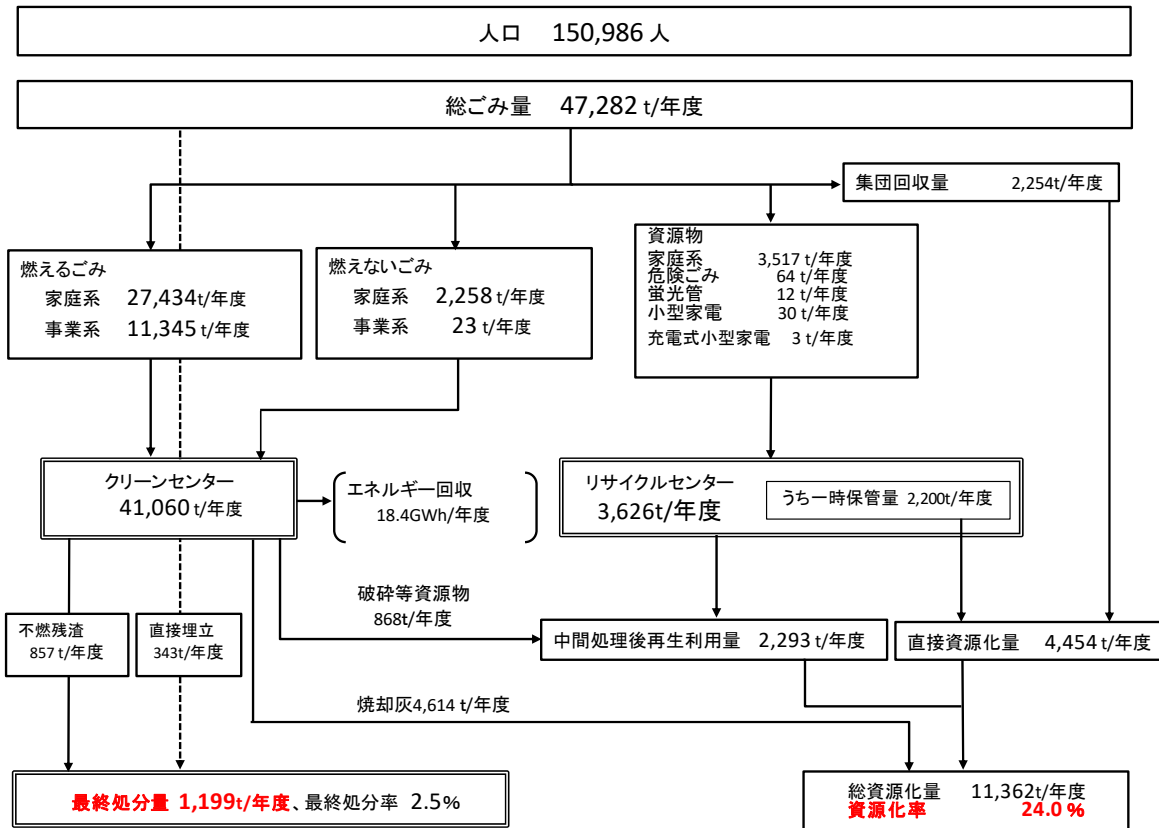 人口 150,986 人
総ごみ量 47,282 t/年度
集団回収量 2,254t/年度
燃えるごみ
家庭系 27,434t/年度
事業系 11,345 t/年度
燃えないごみ
家庭系 2,258 t/年度
事業系 23 t/年度
資源物
家庭系 3,517 t/年度
危険ごみ 64 t/年度
蛍光管 12 t/年度
小型家電 30 t/年度
充電式小型家電 3 t/年度
クリーンセンター
41,060 t/年度
エネルギー回収
18.4GWh/年度
リサイクルセンター
3,626t/年度
うち一時保管量 2,200t/年度
破砕等資源物
868t/年度
不燃残渣
857 t/年度
直接埋立
343t/年度
中間処理後再生利用量 2,293 t/年度
直接資源化量 4,454 t/年度
焼却灰4,614 t/年度
最終処分量 1,199t/年度、最終処分率 2.5%
総資源化量 11,362t/年度
資源化率 24.0 %